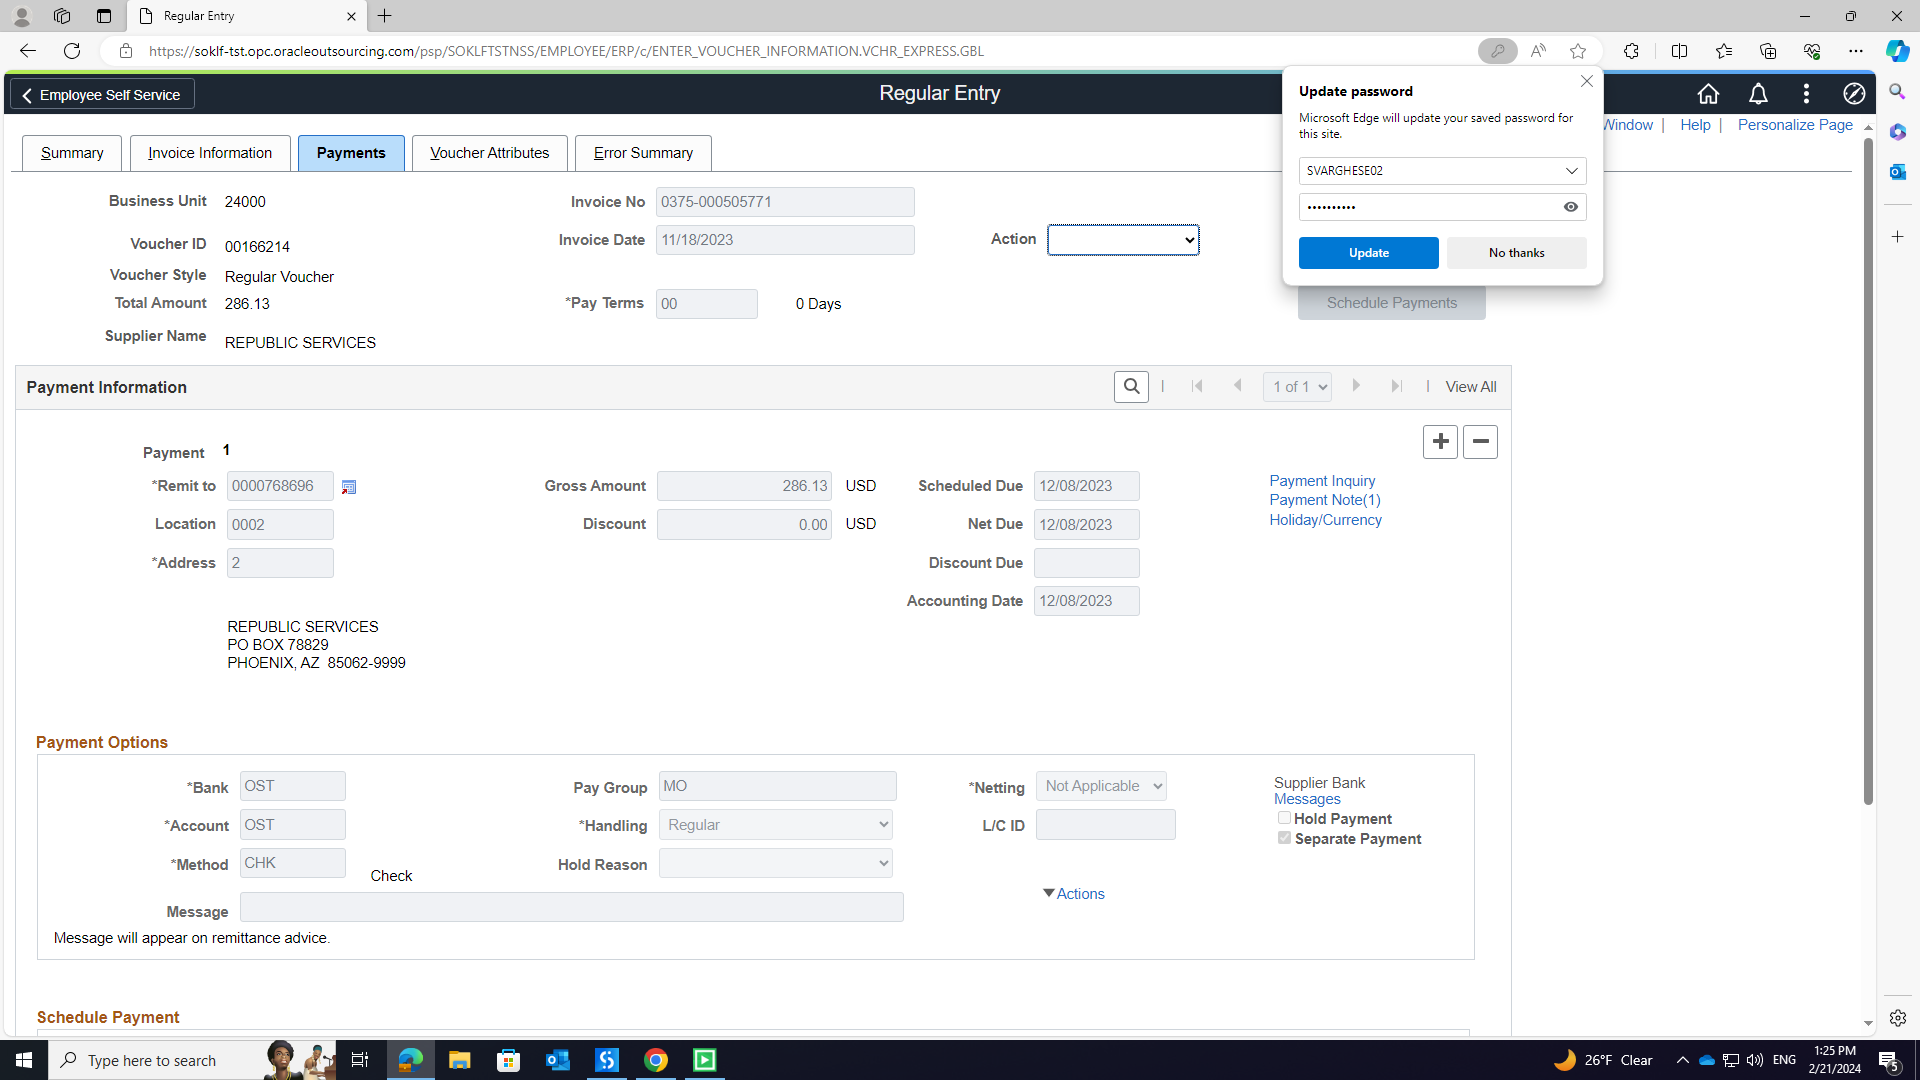 Regular Entry
https://soklf-tst.opc.oracleoutsourcing.com/psp/SOKLFTSTNSS/EMPLOYEE/ERP/c/ENTER_VOUCHER_INFORMATION.VCHR_EXPRESS.GBL
Employee Self Service
Regular Entry
Update password
Microsoft Edge will update your saved password for
this site.
SVARGHESE02
••••••••••
Update No thanks
Window | Help | Personalize Page
Summary Invoice Information Payments Voucher Attributes Error Summary
Business Unit 24000 Invoice No 0375-000505771
Voucher ID 00166214 Invoice Date 11/18/2023 Action
Voucher Style Regular Voucher
Total Amount 286.13 *Pay Terms 00 0 Days Schedule Payments
Supplier Name REPUBLIC SERVICES
Payment Information | 1 of 1 | View All
Payment 1
*Remit to 0000768696 Gross Amount 286.13 USD Scheduled Due 12/08/2023 Payment Inquiry
Payment Note(1)
Location 0002 Discount 0.00 USD Net Due 12/08/2023 Holiday/Currency
*Address 2 Discount Due
Accounting Date 12/08/2023
REPUBLIC SERVICES
PO BOX 78829
PHOENIX, AZ 85062-9999
Payment Options
*Bank OST Pay Group MO *Netting Not Applicable Supplier Bank
Messages
*Account OST *Handling Regular L/C ID Hold Payment
Separate Payment
*Method CHK Check Hold Reason
Actions
Message
Message will appear on remittance advice.
Schedule Payment
Type here to search
26°F Clear ENG 1:25 PM
2/21/2024 5